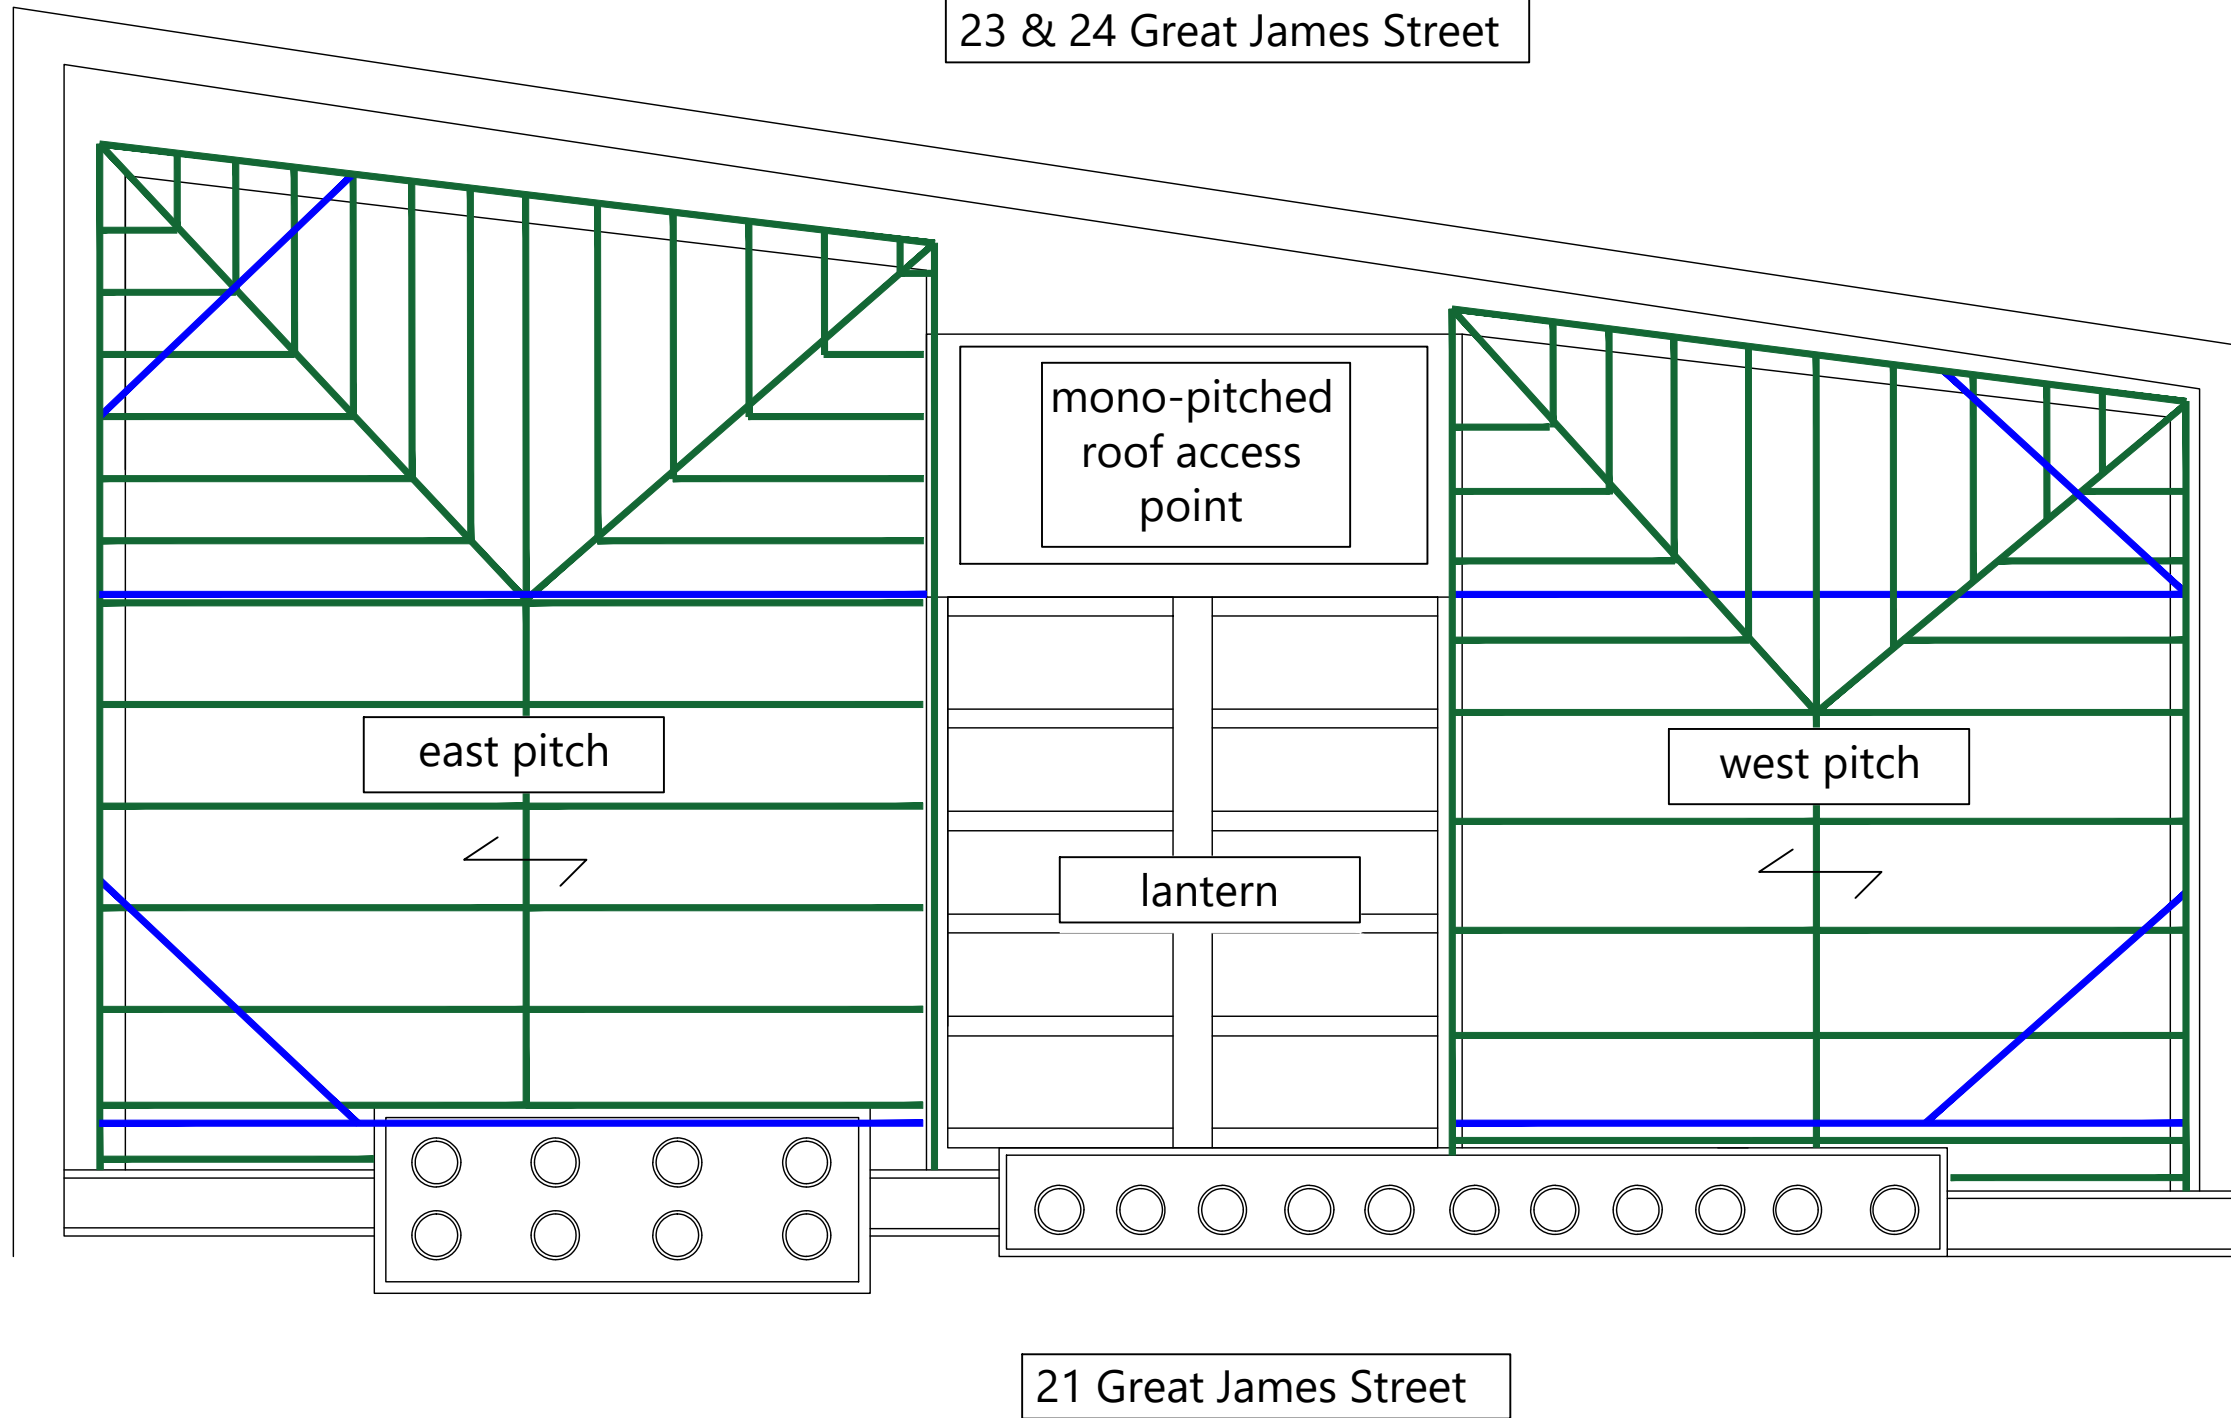 23 & 24 Great James Street
mono-pitched
roof access
point
east pitch
west pitch
lantern
21 Great James Street